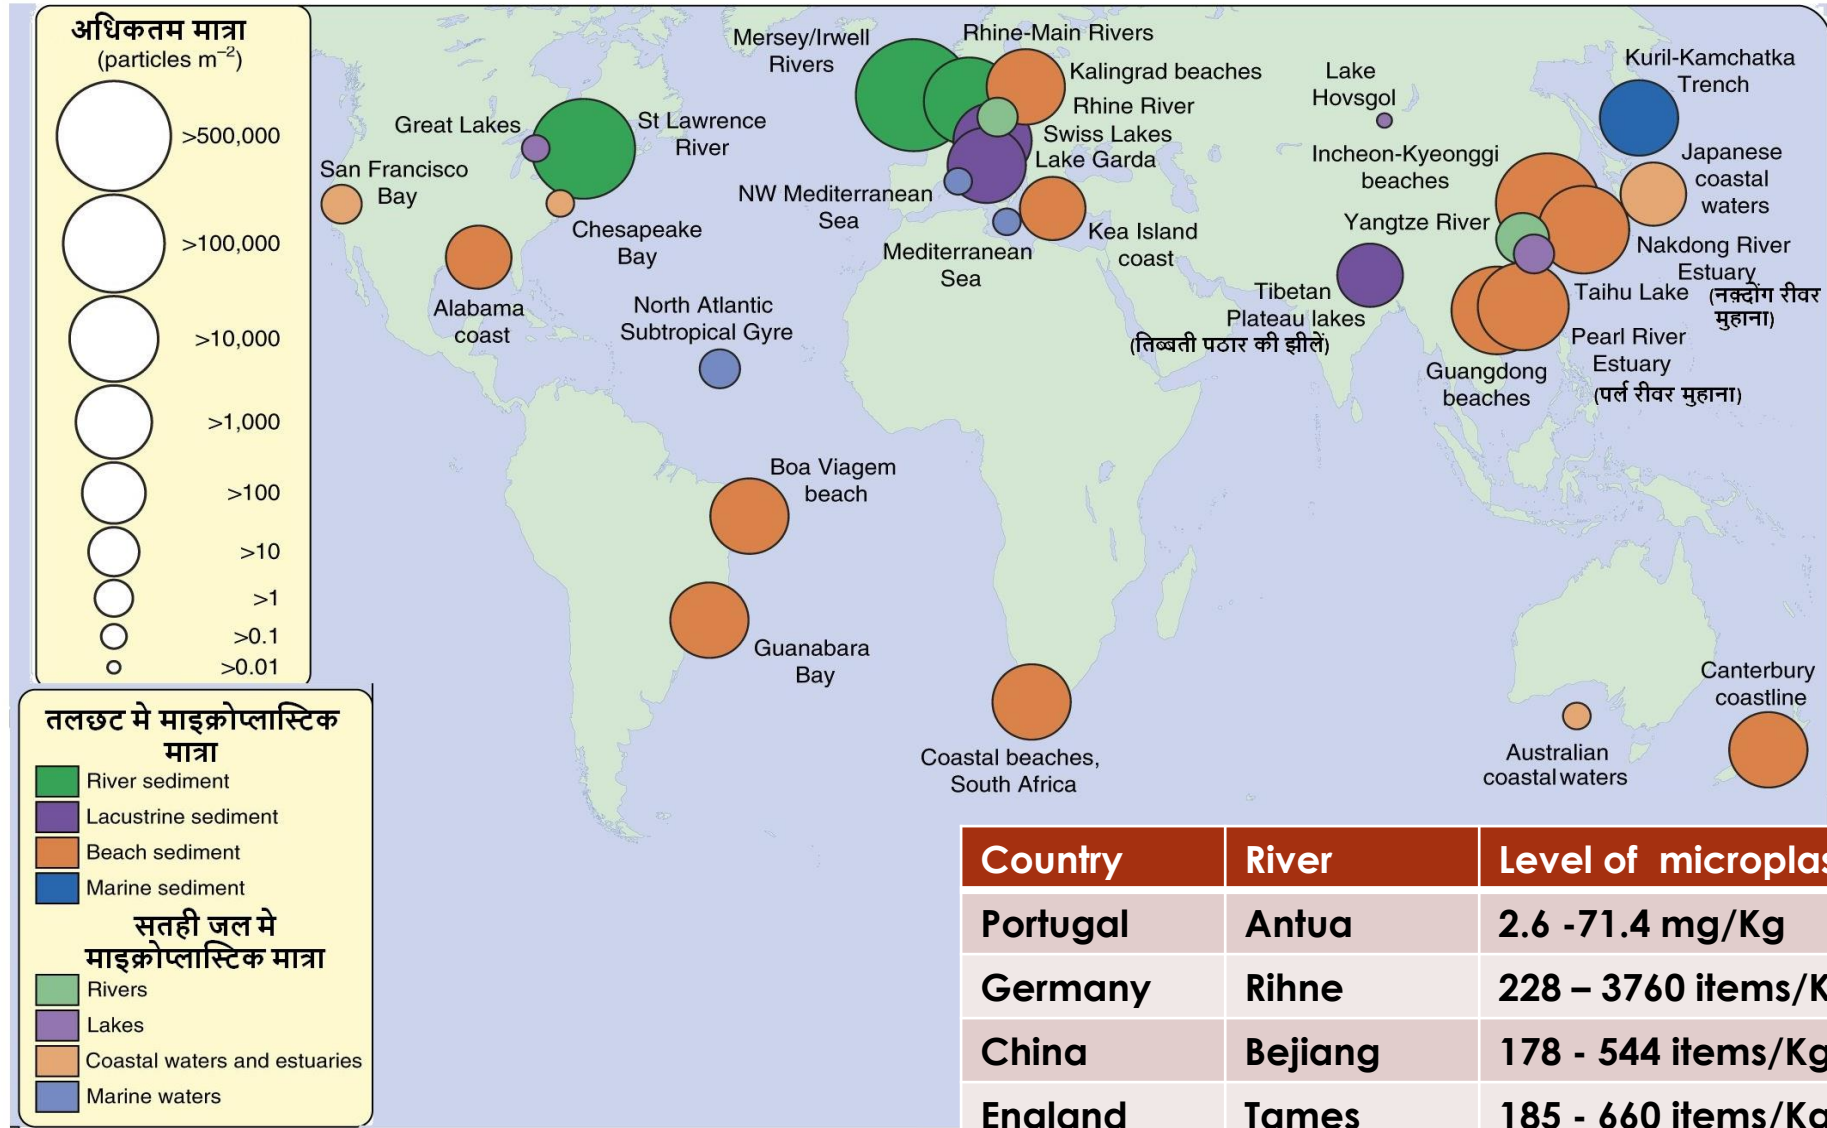 अधिकतम मात्रा
(particles m⁻²)
>500,000
>100,000
>10,000
>1,000
>100
>10
>1
>0.1
>0.01
तलछट मे माइक्रोप्लास्टिक
मात्रा
River sediment
Lacustrine sediment
Beach sediment
Marine sediment
सतही जल मे
माइक्रोप्लास्टिक मात्रा
Rivers
Lakes
Coastal waters and estuaries
Marine waters
San Francisco
Bay
Great Lakes
St Lawrence
River
Chesapeake
Bay
Alabama
coast
North Atlantic
Subtropical Gyre
Boa Viagem
beach
Guanabara
Bay
Mersey/Irwell
Rivers
Rhine-Main Rivers
Kalingrad beaches
Rhine River
Swiss Lakes
Lake Garda
NW Mediterranean
Sea
Mediterranean
Sea
Kea Island
coast
Coastal beaches,
South Africa
Lake
Hovsgol
Kuril-Kamchatka
Trench
Incheon-Kyeonggi
beaches
Japanese
coastal
waters
Yangtze River
Nakdong River
Estuary
(नक़्दोंग रीवर
मुहाना)
Tibetan
Plateau lakes
(तिब्बती पठार की झीलें)
Taihu Lake
Pearl River
Estuary
(पर्ल रीवर मुहाना)
Guangdong
beaches
Australian
coastal waters
Canterbury
coastline
Country River Level of microplas
Portugal Antua 2.6 -71.4 mg/Kg
Germany Rihne 228 – 3760 items/K
China Bejiang 178 - 544 items/Kg
England Tames 185 - 660 items/Kg